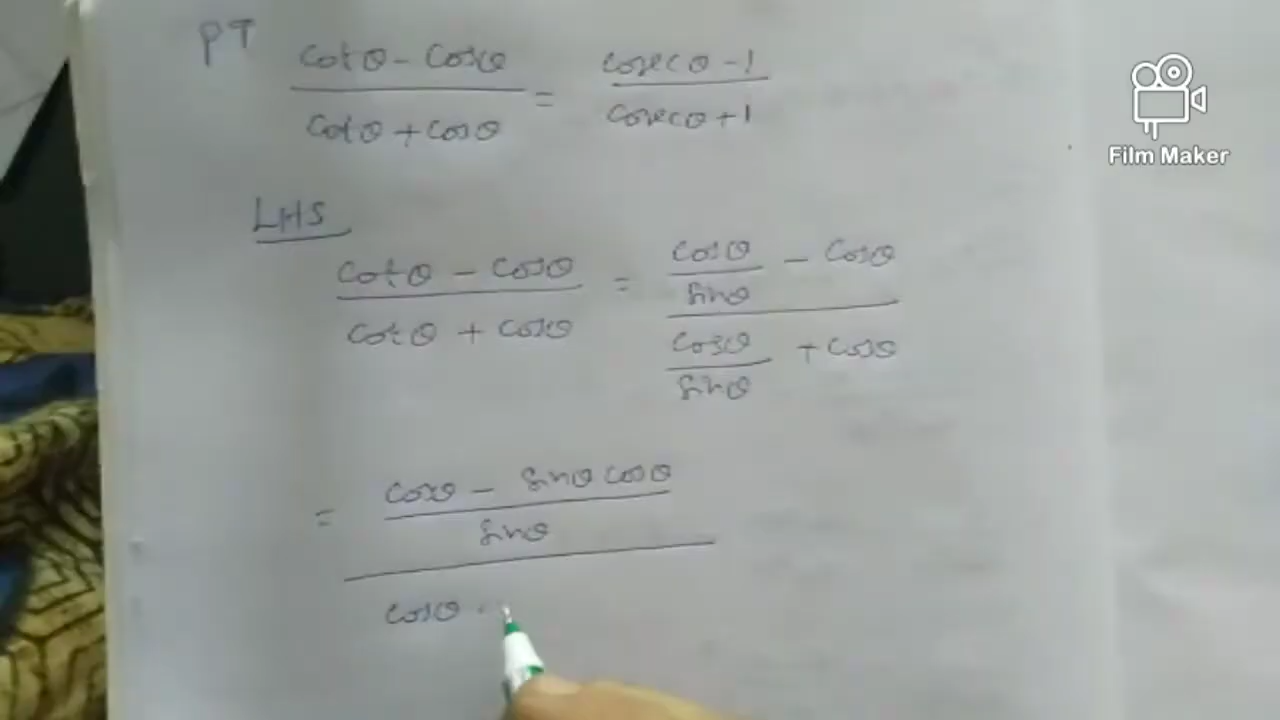 PT cotθ - cosθ / cotθ + cosθ = cosecθ - 1 / cosecθ + 1
Film Maker
LHS
cotθ - cosθ / cotθ + cosθ = cosθ/sinθ - cosθ / cosθ/sinθ + cosθ
= cosθ - sinθ cosθ / sinθ
cosθ